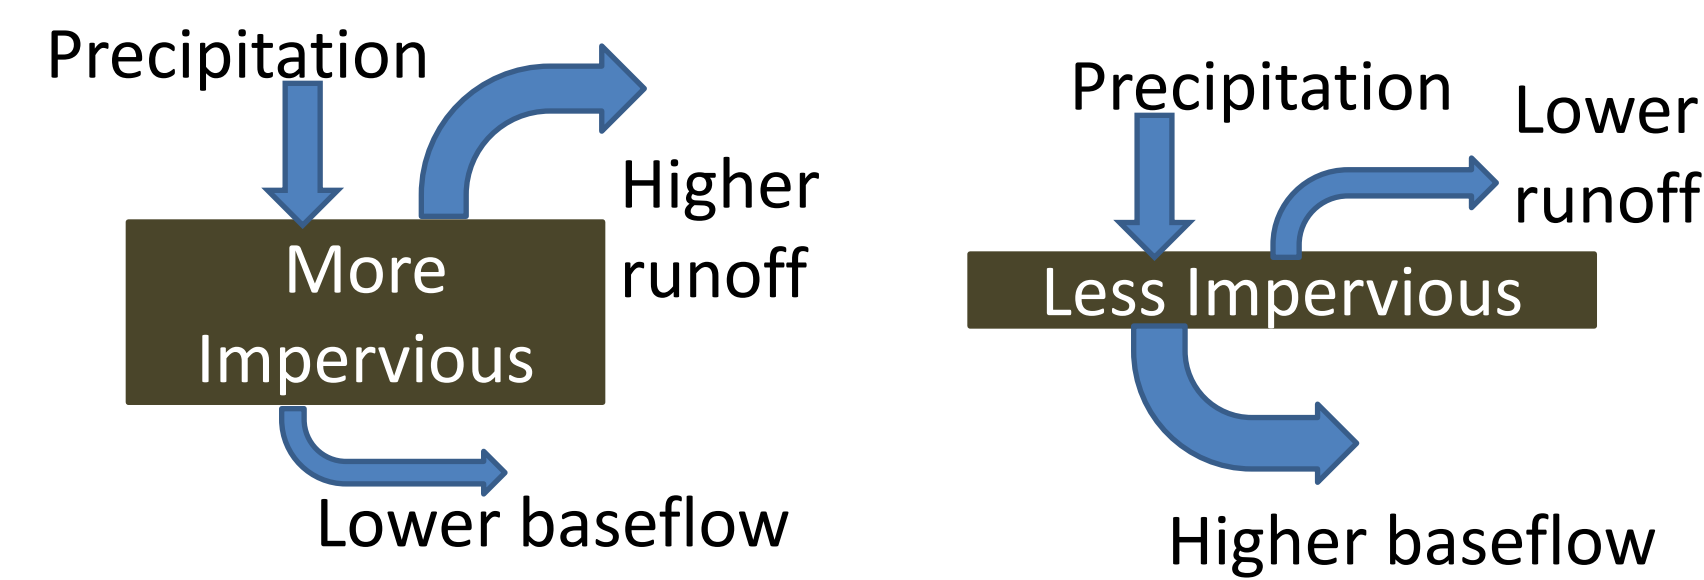 Precipitation
Higher
runoff
More
Impervious
Lower baseflow
Precipitation
Lower
runoff
Less Impervious
Higher baseflow